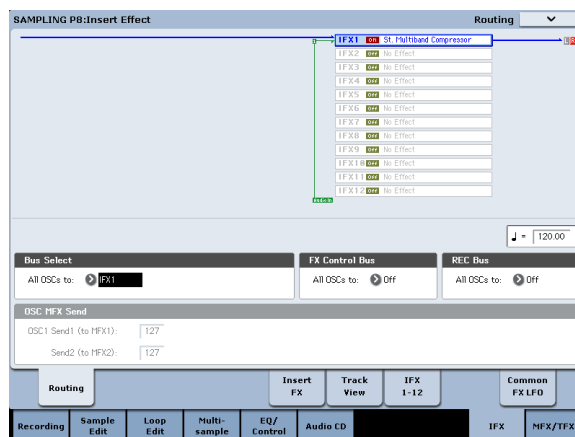 SAMPLING P8:Insert Effect Routing
IFX1 On St. Multiband Compressor L R
IFX2 Off No Effect
IFX3 Off No Effect
IFX4 Off No Effect
IFX5 Off No Effect
IFX6 Off No Effect
IFX7 Off No Effect
IFX8 Off No Effect
IFX9 Off No Effect
IFX10 Off No Effect
IFX11 Off No Effect
IFX12 Off No Effect
Audio In
♩ = 120.00
Bus Select FX Control Bus REC Bus
All OSCs to: IFX1 All OSCs to: Off All OSCs to: Off
OSC MFX Send
OSC1 Send1 (to MFX1): 127
Send2 (to MFX2): 127
Routing Insert FX Track View IFX 1-12 Common FX LFO
Recording Sample Edit Loop Edit Multi-sample EQ/Control Audio CD IFX MFX/TFX